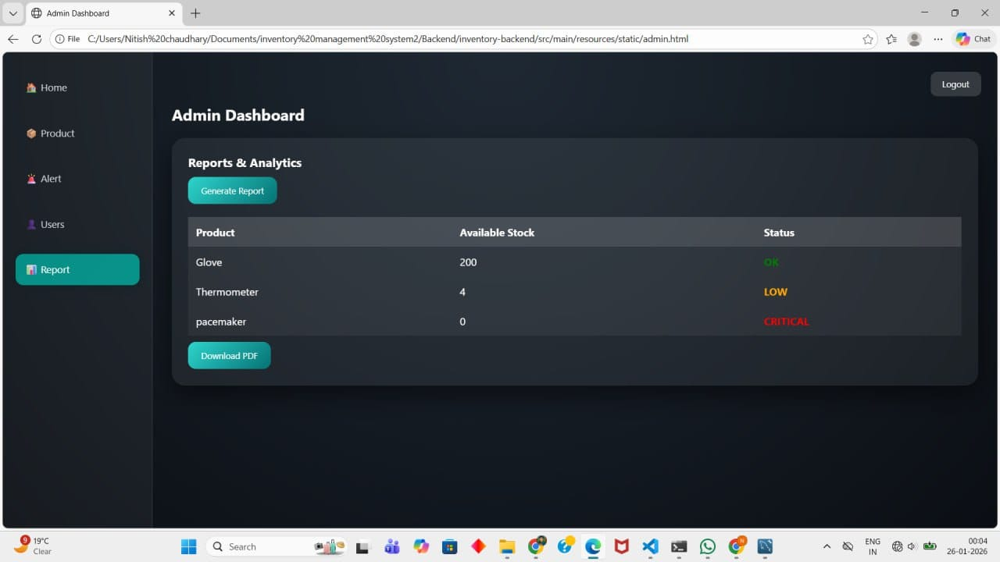 Admin Dashboard
File C:/Users/Nitish%20chaudhary/Documents/inventory%20management%20system2/Backend/inventory-backend/src/main/resources/static/admin.html
Chat
Home
Product
Alert
Users
Report
Logout
Admin Dashboard
Reports & Analytics
Generate Report
Product Available Stock Status
Glove 200 OK
Thermometer 4 LOW
pacemaker 0 CRITICAL
Download PDF
9 19°C
Clear
Search
N
ENG
IN
00:04
26-01-2026